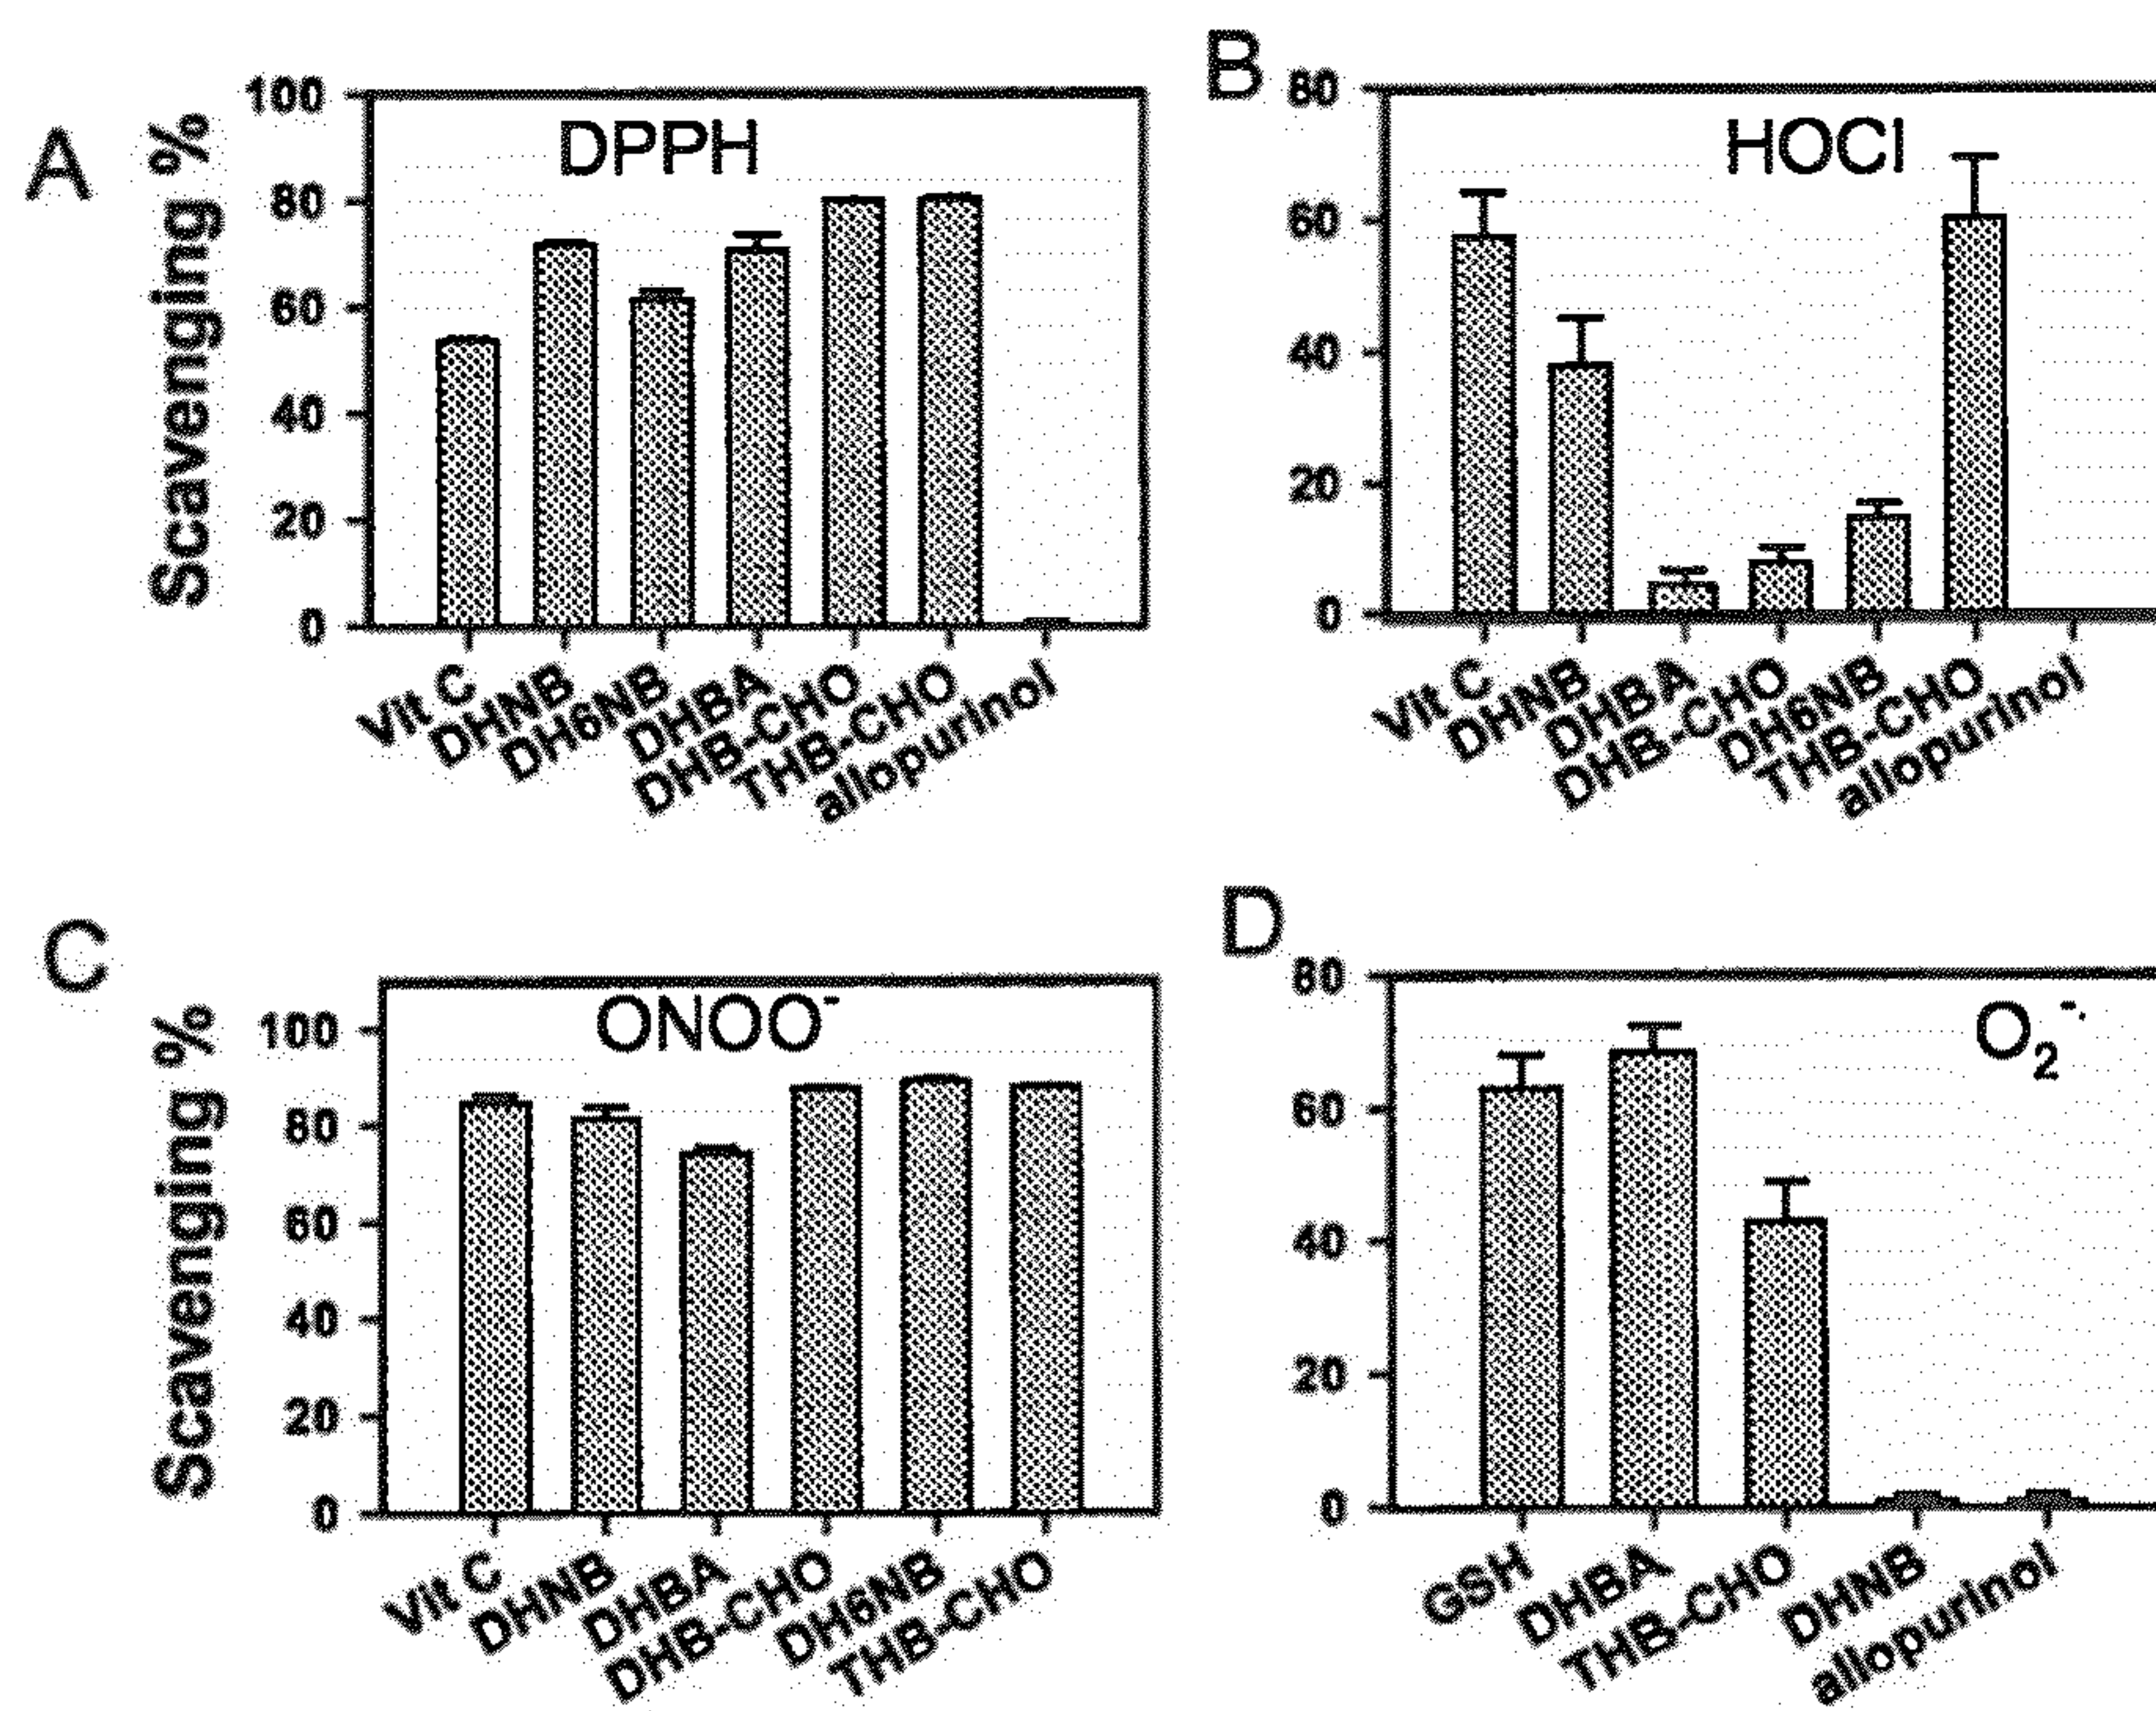 A
Scavenging %
DPPH
100
80
60
40
20
0
Vit C
DHNB
DH6NB
DHBA
DHB-CHO
THB-CHO
allopurinol
B
HOCl
80
60
40
20
0
Vit C
DHNB
DHBA
DHB-CHO
DH6NB
THB-CHO
allopurinol
C
Scavenging %
ONOO⁻
100
80
60
40
20
0
Vit C
DHNB
DHBA
DHB-CHO
DH6NB
THB-CHO
D
O₂⁻·
80
60
40
20
0
GSH
DHBA
THB-CHO
DHNB
allopurinol